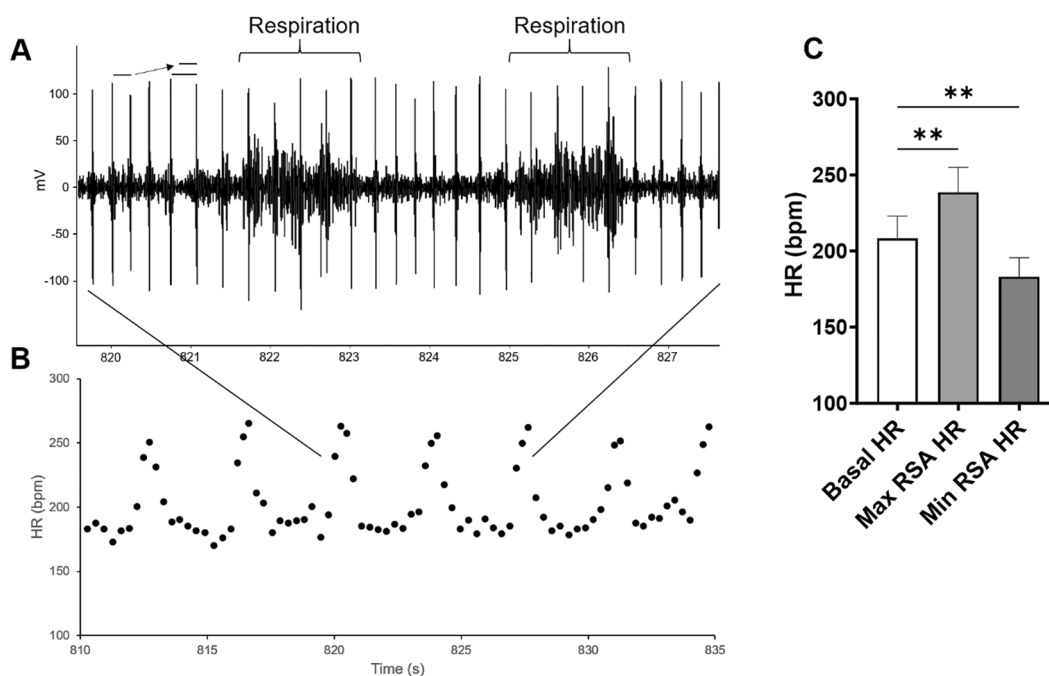 A
Respiration
Respiration
100
50
0
-50
-100
mV
820
821
822
823
824
825
826
827
B
300
250
200
150
100
HR (bpm)
810
815
820
825
830
835
Time (s)
C
**
**
300
250
200
150
100
HR (bpm)
Basal HR
Max RSA HR
Min RSA HR